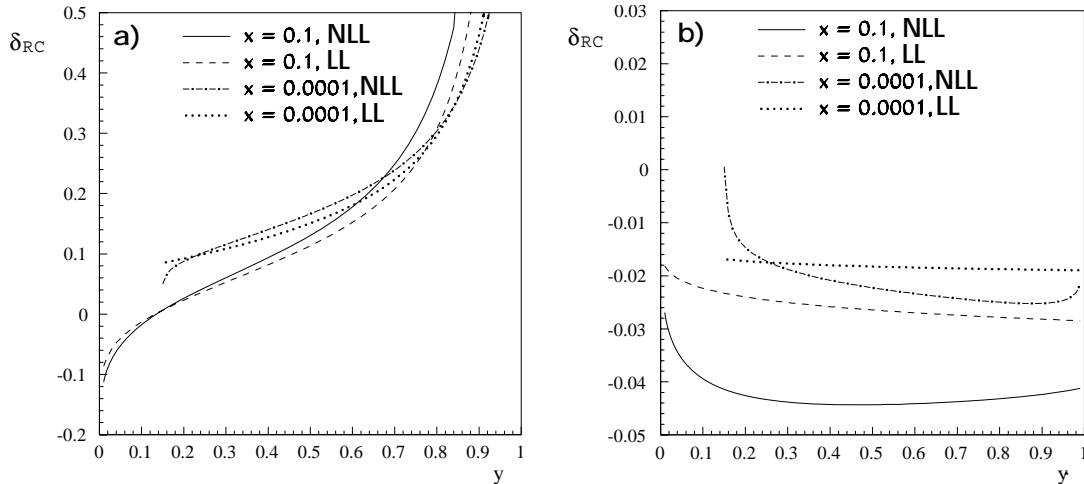 δRC
0.5
0.4
0.3
0.2
0.1
0
-0.1
-0.2
a)
x = 0.1, NLL
x = 0.1, LL
x = 0.0001, NLL
x = 0.0001, LL
0 0.1 0.2 0.3 0.4 0.5 0.6 0.7 0.8 0.9 1
y
δRC
0.03
0.02
0.01
0
-0.01
-0.02
-0.03
-0.04
-0.05
b)
x = 0.1, NLL
x = 0.1, LL
x = 0.0001, NLL
x = 0.0001, LL
0 0.1 0.2 0.3 0.4 0.5 0.6 0.7 0.8 0.9 1
y